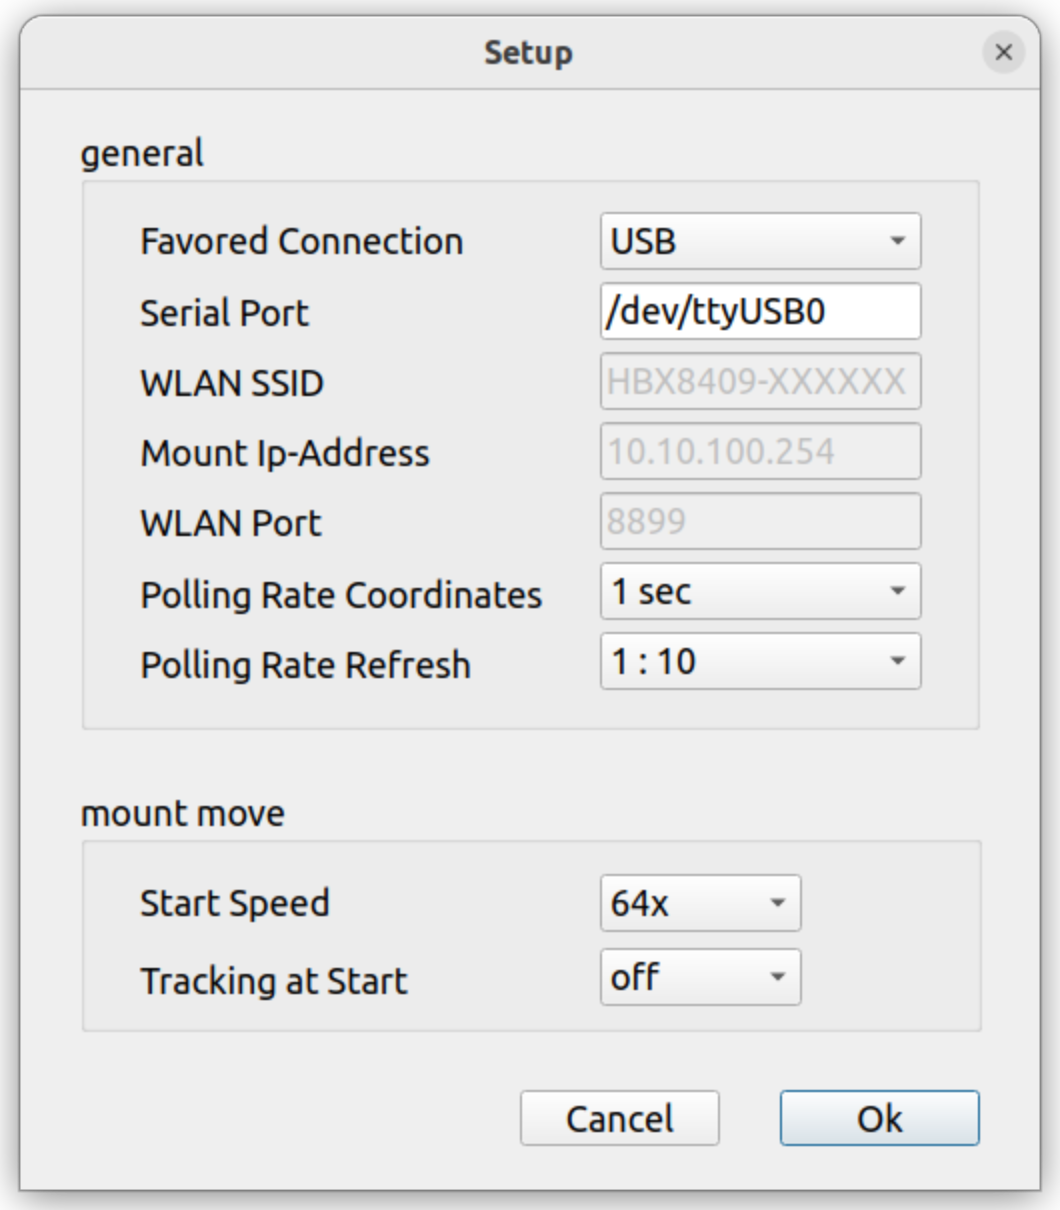 Setup
general
Favored Connection USB
Serial Port /dev/ttyUSB0
WLAN SSID HBX8409-XXXXXX
Mount Ip-Address 10.10.100.254
WLAN Port 8899
Polling Rate Coordinates 1 sec
Polling Rate Refresh 1 : 10
mount move
Start Speed 64x
Tracking at Start off
Cancel Ok